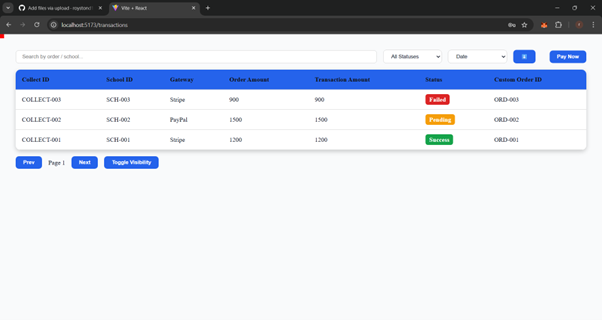 Add files via upload · royston/
Vite + React
localhost:5173/transactions
Search by order / school...
All Statuses
Date
Pay Now
Collect ID School ID Gateway Order Amount Transaction Amount Status Custom Order ID
COLLECT-003 SCH-003 Stripe 900 900 Failed ORD-003
COLLECT-002 SCH-002 PayPal 1500 1500 Pending ORD-002
COLLECT-001 SCH-001 Stripe 1200 1200 Success ORD-001
Prev Page 1 Next Toggle Visibility